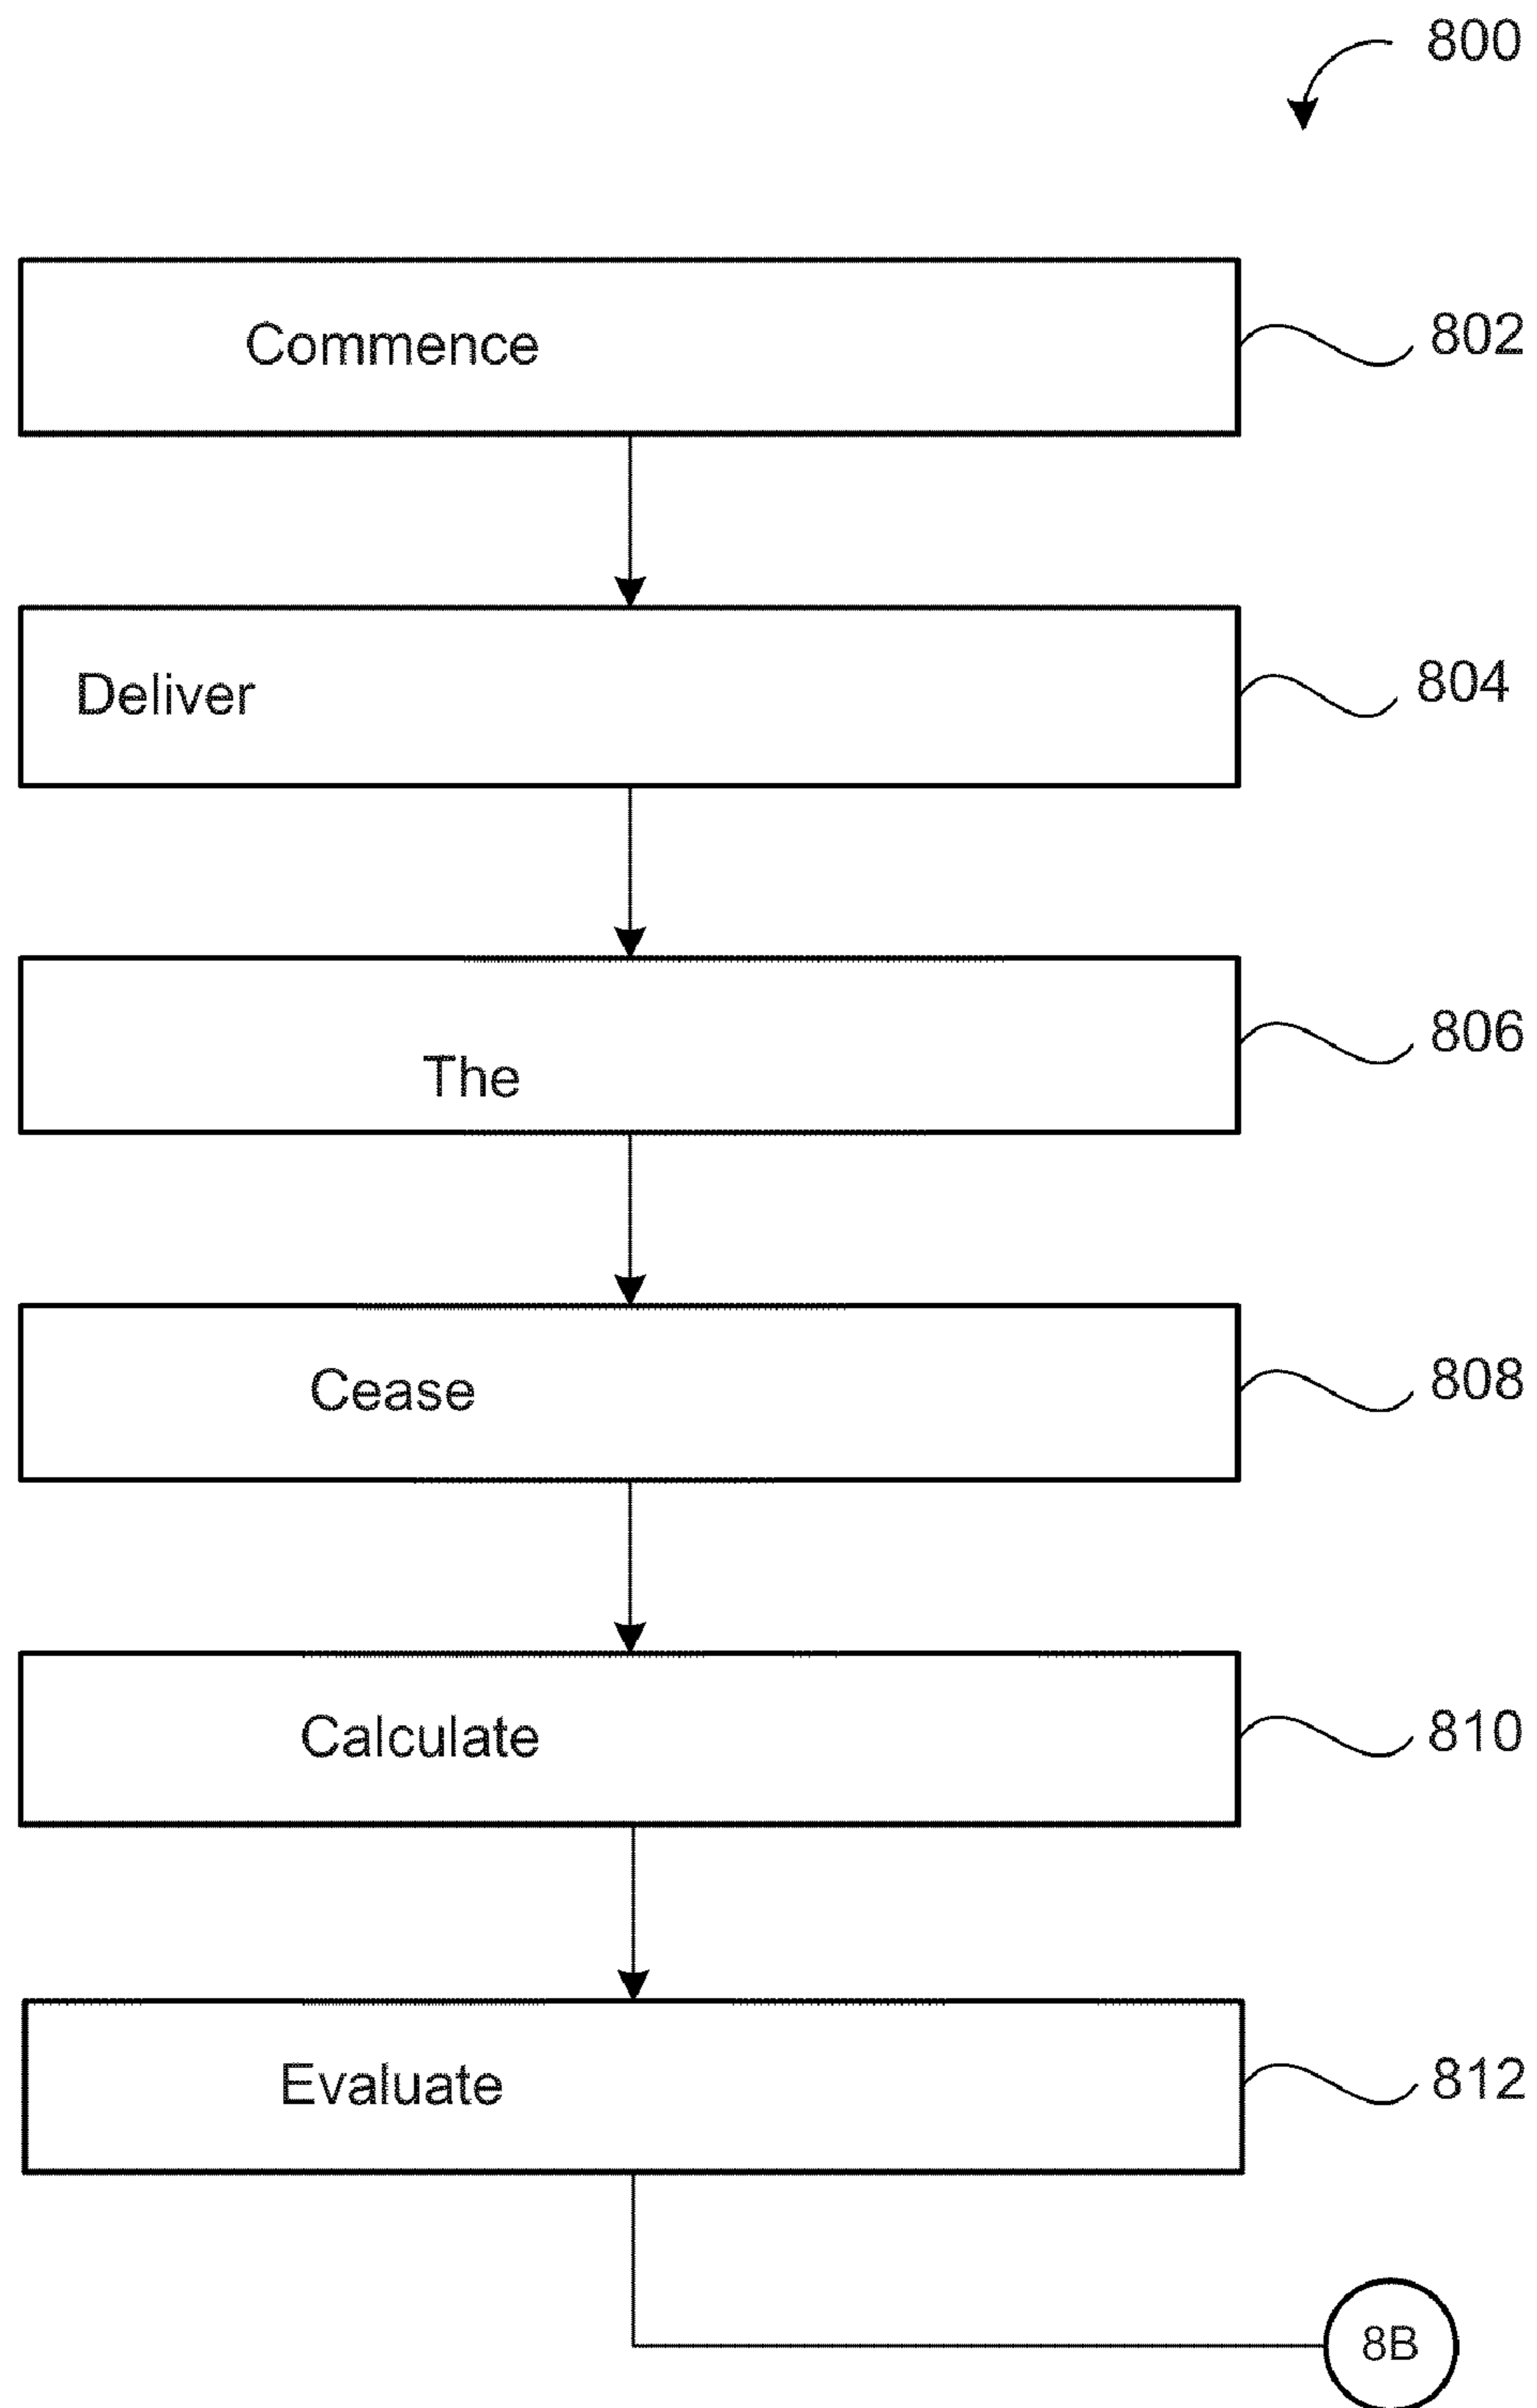 800
Commence
802
Deliver
804
The
806
Cease
808
Calculate
810
Evaluate
812
8B